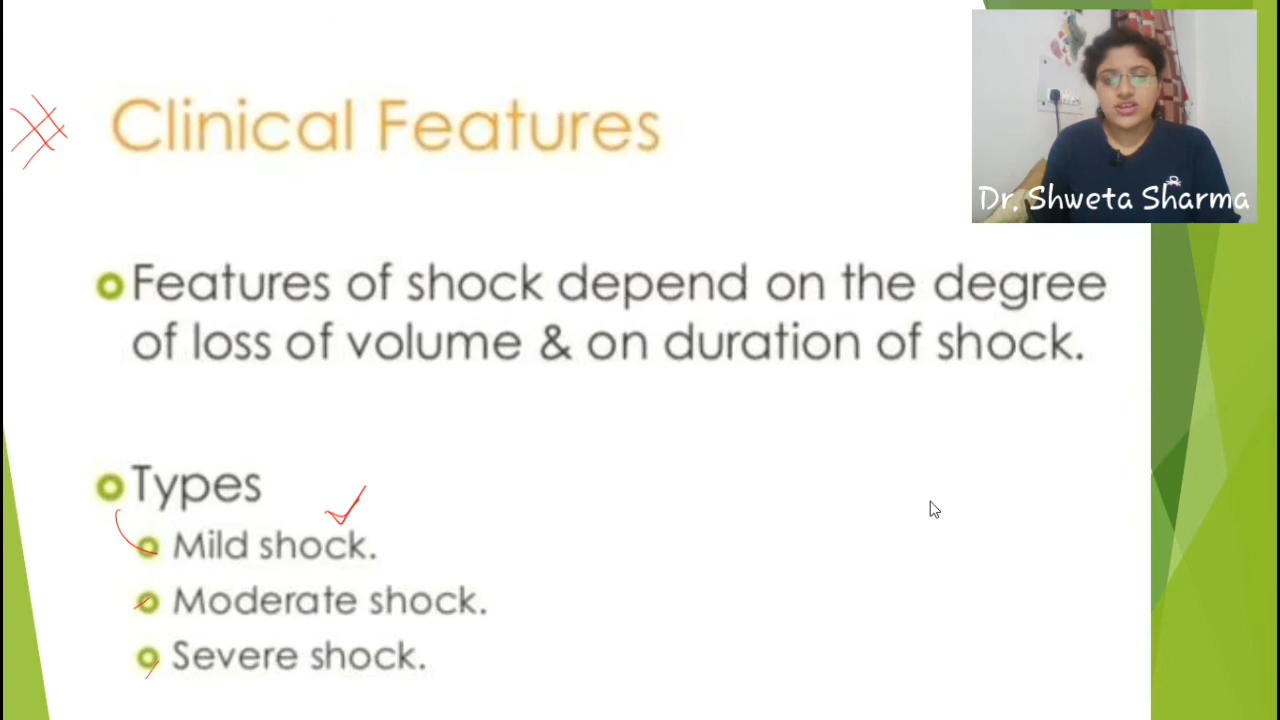 Clinical Features
Dr. Shweta Sharma
Features of shock depend on the degree
of loss of volume & on duration of shock.
Types
Mild shock.
Moderate shock.
Severe shock.